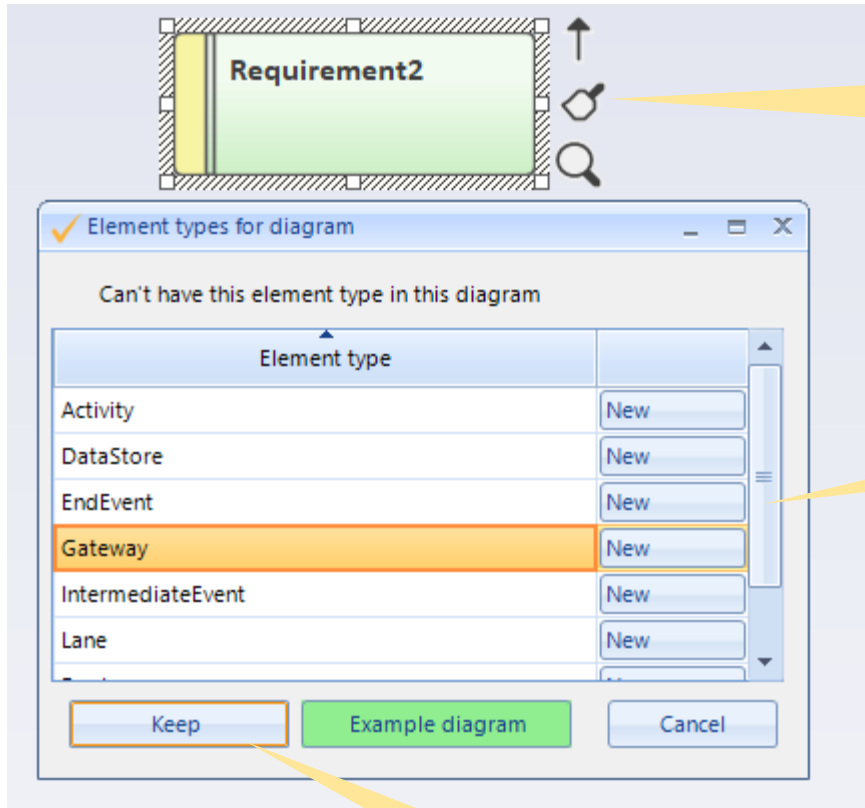 Requirement2
Element types for diagram
Can't have this element type in this diagram
Element type
Activity New
DataStore New
EndEvent New
Gateway New
IntermediateEvent New
Lane New
Keep Example diagram Cancel